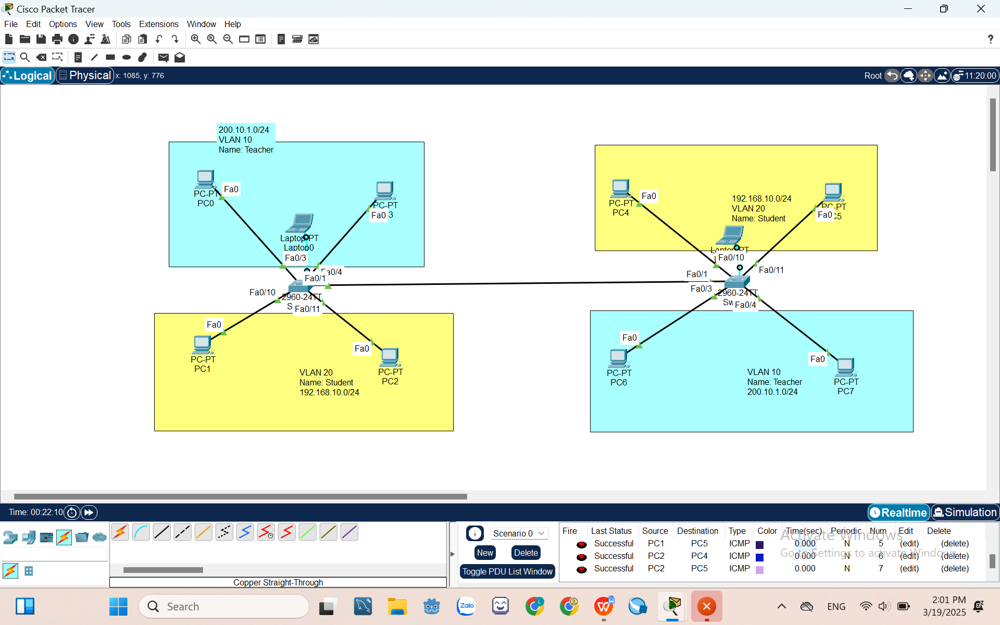 Cisco Packet Tracer
File Edit Options View Tools Extensions Window Help
?
Logical Physical x: 1085, y: 776 Root 11:20:00
200.10.1.0/24
VLAN 10
Name: Teacher
PC-PT
PC0
Fa0
PC-PT
3
Fa0
Laptop-PT
Laptop0
Fa0/3
Fa0/4
Fa0/1
Fa0/10
2960-24TT
S
Fa0/11
Fa0
PC-PT
PC1
Fa0
PC-PT
PC2
VLAN 20
Name: Student
192.168.10.0/24
PC-PT
PC4
Fa0
192.168.10.0/24
VLAN 20
Name: Student
PC-PT
C5
Fa0
Laptop-PT
Fa0/10
Fa0/1
Fa0/11
Fa0/3
2960-24TT
Sw
Fa0/4
Fa0
PC-PT
PC6
Fa0
PC-PT
PC7
VLAN 10
Name: Teacher
200.10.1.0/24
Time: 00:22:10 Realtime Simulation
Copper Straight-Through
Scenario 0
New Delete
Toggle PDU List Window
Fire Last Status Source Destination Type Color Time(sec) Periodic Num Edit Delete
Successful PC1 PC5 ICMP 0.000 N 5 (edit) (delete)
Successful PC2 PC4 ICMP 0.000 N 6 (edit) (delete)
Successful PC2 PC5 ICMP 0.000 N 7 (edit) (delete)
Activate Windows
Go to Settings to activate Windows.
Search
Zalo
ENG
2:01 PM
3/19/2025